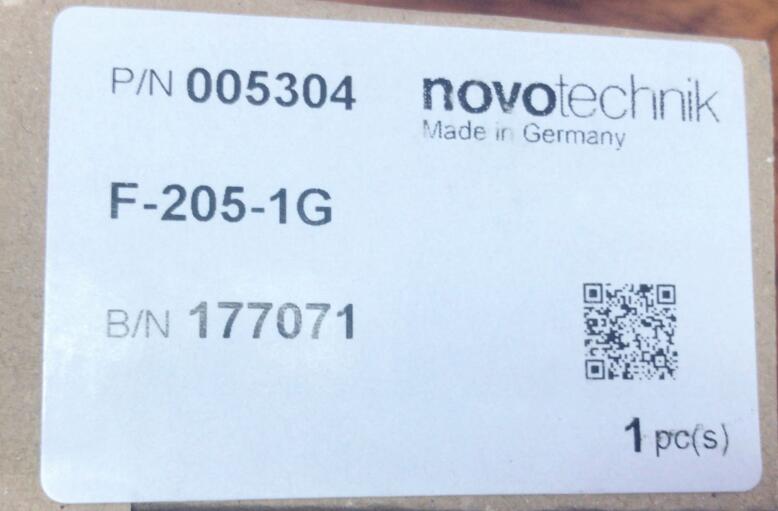 P/N 005304
novotechnik
Made in Germany
F-205-1G
B/N 177071
1 pc(s)